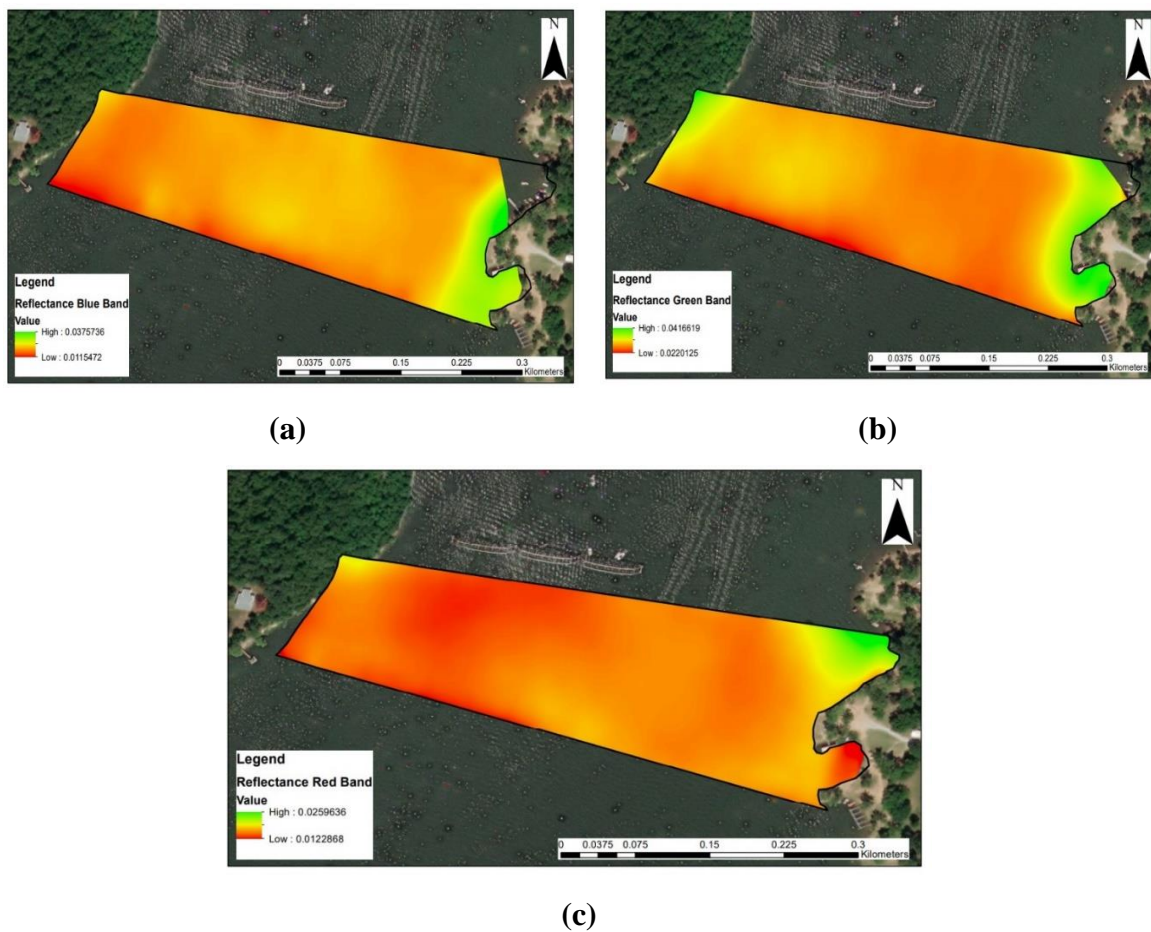 N
Legend
Reflectance Blue Band
Value
High : 0.0375736
Low : 0.0115472
0 0.0375 0.075 0.15 0.225 0.3
Kilometers
(a)
N
Legend
Reflectance Green Band
Value
High : 0.0416619
Low : 0.0220125
0 0.0375 0.075 0.15 0.225 0.3
Kilometers
(b)
N
Legend
Reflectance Red Band
Value
High : 0.0259636
Low : 0.0122868
0 0.0375 0.075 0.15 0.225 0.3
Kilometers
(c)